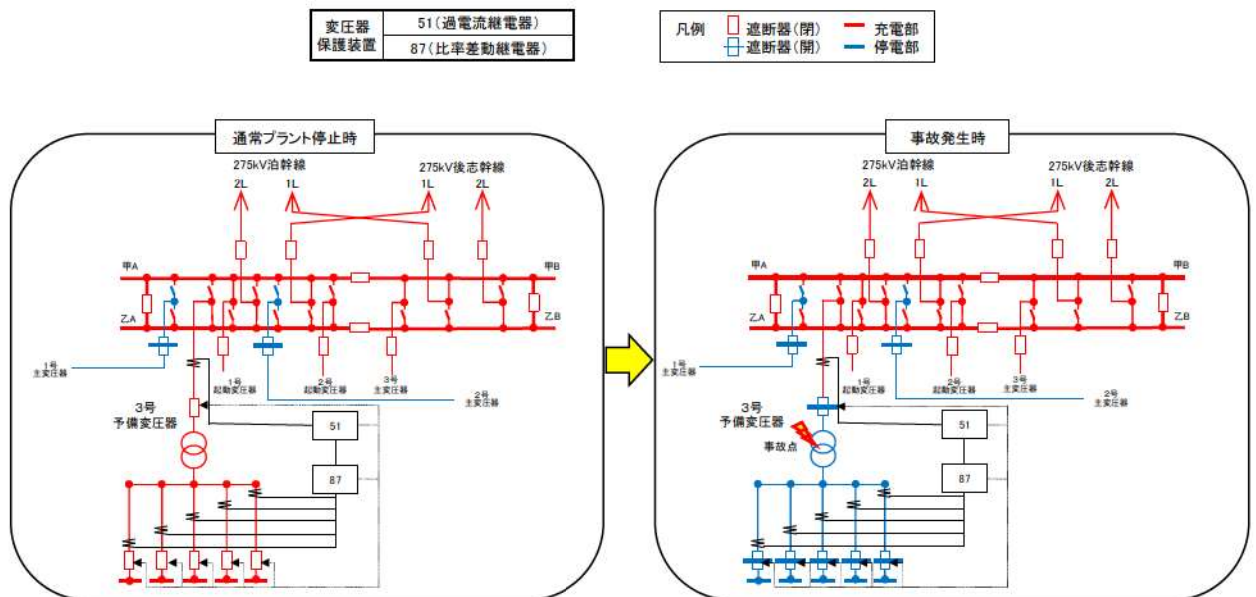 変圧器
保護装置
51(過電流継電器)
87(比率差動継電器)
凡例
遮断器(閉)
充電部
遮断器(開)
停電部
通常プラント停止時
275kV泊幹線
275kV後志幹線
2L
1L
1L
2L
甲A
甲B
乙A
乙B
1号
主変圧器
1号
起動変圧器
2号
起動変圧器
3号
主変圧器
2号
主変圧器
3号
予備変圧器
51
87
事故発生時
275kV泊幹線
275kV後志幹線
2L
1L
1L
2L
甲A
甲B
乙A
乙B
1号
主変圧器
1号
起動変圧器
2号
起動変圧器
3号
主変圧器
2号
主変圧器
3号
予備変圧器
事故点
51
87